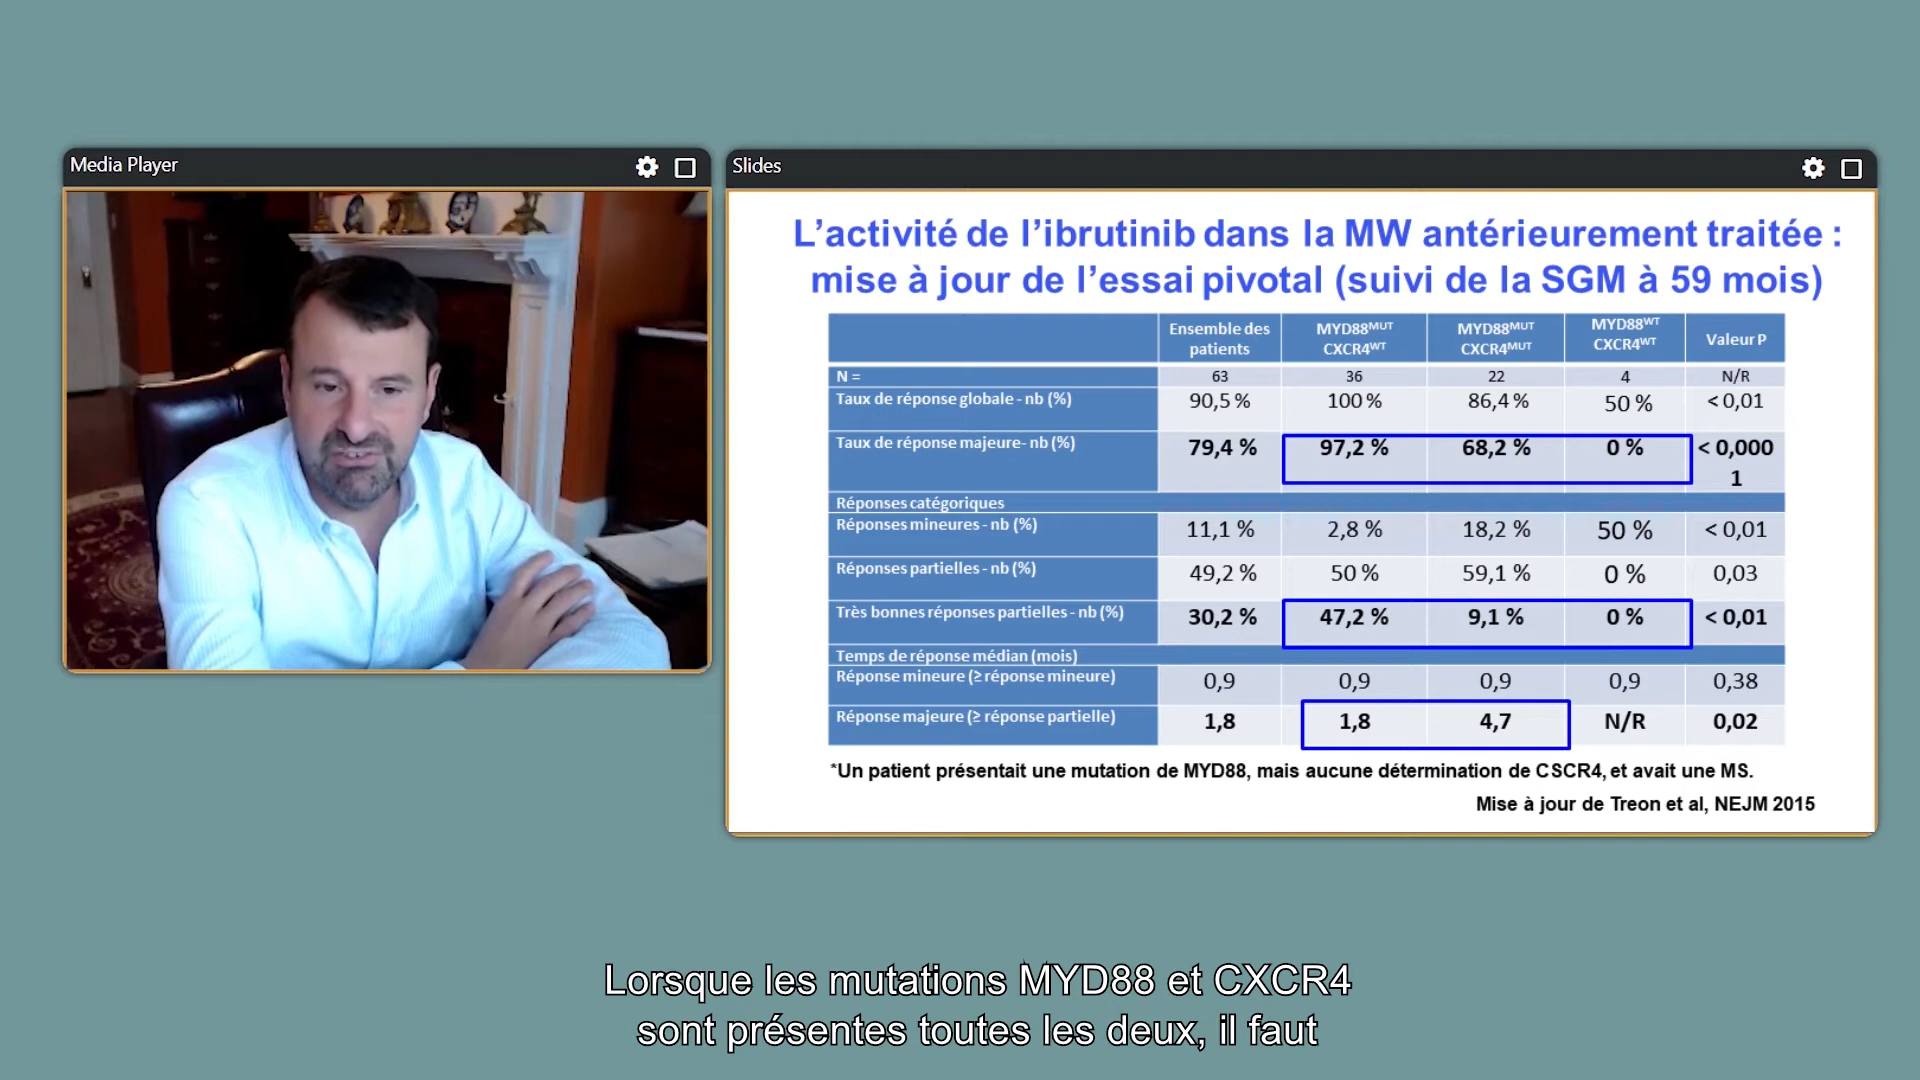 Media Player
Slides
L’activité de l’ibrutinib dans la MW antérieurement traitée :
mise à jour de l’essai pivotal (suivi de la SGM à 59 mois)
Ensemble des patients MYD88MUT CXCR4WT MYD88MUT CXCR4MUT MYD88WT CXCR4WT Valeur P
N = 63 36 22 4 N/R
Taux de réponse globale - nb (%) 90,5 % 100 % 86,4 % 50 % < 0,01
Taux de réponse majeure- nb (%) 79,4 % 97,2 % 68,2 % 0 % < 0,0001
Réponses catégoriques
Réponses mineures - nb (%) 11,1 % 2,8 % 18,2 % 50 % < 0,01
Réponses partielles - nb (%) 49,2 % 50 % 59,1 % 0 % 0,03
Très bonnes réponses partielles - nb (%) 30,2 % 47,2 % 9,1 % 0 % < 0,01
Temps de réponse médian (mois)
Réponse mineure (≥ réponse mineure) 0,9 0,9 0,9 0,9 0,38
Réponse majeure (≥ réponse partielle) 1,8 1,8 4,7 N/R 0,02
*Un patient présentait une mutation de MYD88, mais aucune détermination de CSCR4, et avait une MS.
Mise à jour de Treon et al, NEJM 2015
Lorsque les mutations MYD88 et CXCR4
sont présentes toutes les deux, il faut